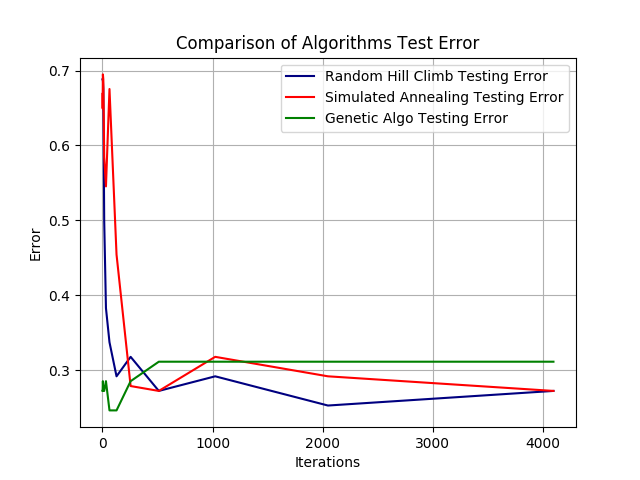 Comparison of Algorithms Test Error
Random Hill Climb Testing Error
Simulated Annealing Testing Error
Genetic Algo Testing Error
0.7
0.6
0.5
0.4
0.3
Error
0 1000 2000 3000 4000
Iterations